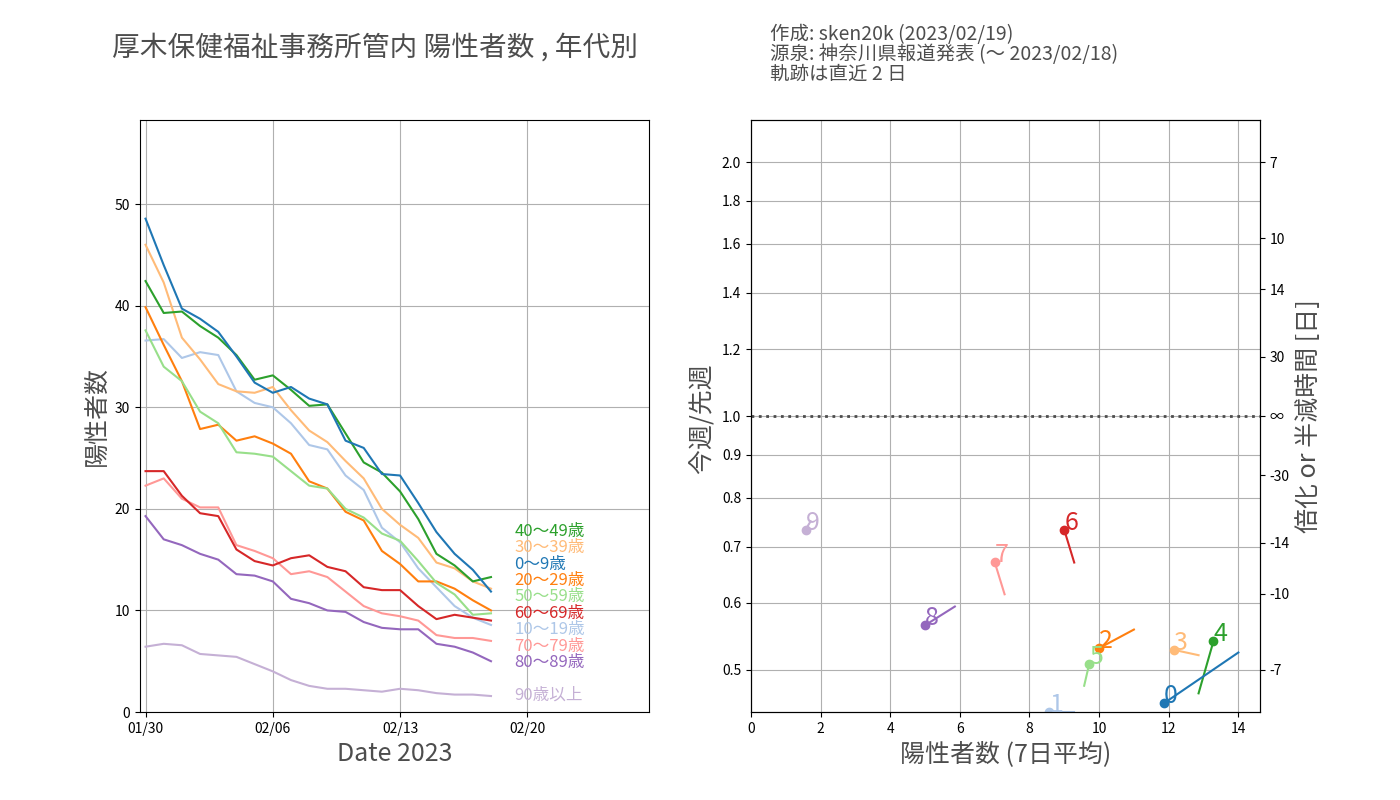 厚木保健福祉事務所管内 陽性者数 , 年代別
作成: sken20k (2023/02/19)
源泉: 神奈川県報道発表 (～ 2023/02/18)
軌跡は直近 2 日
陽性者数
50
40
30
20
10
0
40～49歳
30～39歳
0～9歳
20～29歳
50～59歳
60～69歳
10～19歳
70～79歳
80～89歳
90歳以上
01/30
02/06
02/13
02/20
Date 2023
今週/先週
2.0
1.8
1.6
1.4
1.2
1.0
0.9
0.8
0.7
0.6
0.5
9
6
7
8
2
5
3
4
0
1
7
10
14
30
∞
-30
-14
-10
-7
倍化 or 半減時間 [日]
0
2
4
6
8
10
12
14
陽性者数 (7日平均)